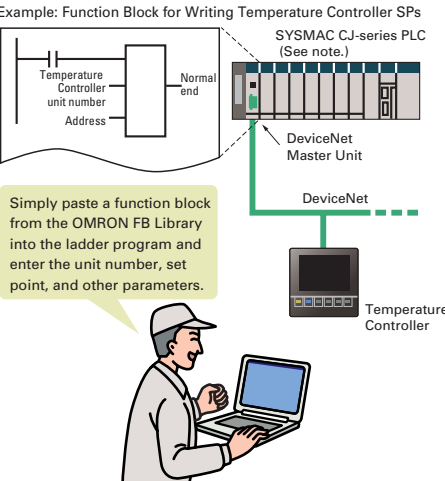 Example: Function Block for Writing Temperature Controller SPs
SYSMAC CJ-series PLC
(See note.)
Temperature
Controller
unit number
Address
Normal
end
DeviceNet
Master Unit
DeviceNet
Simply paste a function block
from the OMRON FB Library
into the ladder program and
enter the unit number, set
point, and other parameters.
Temperature
Controller